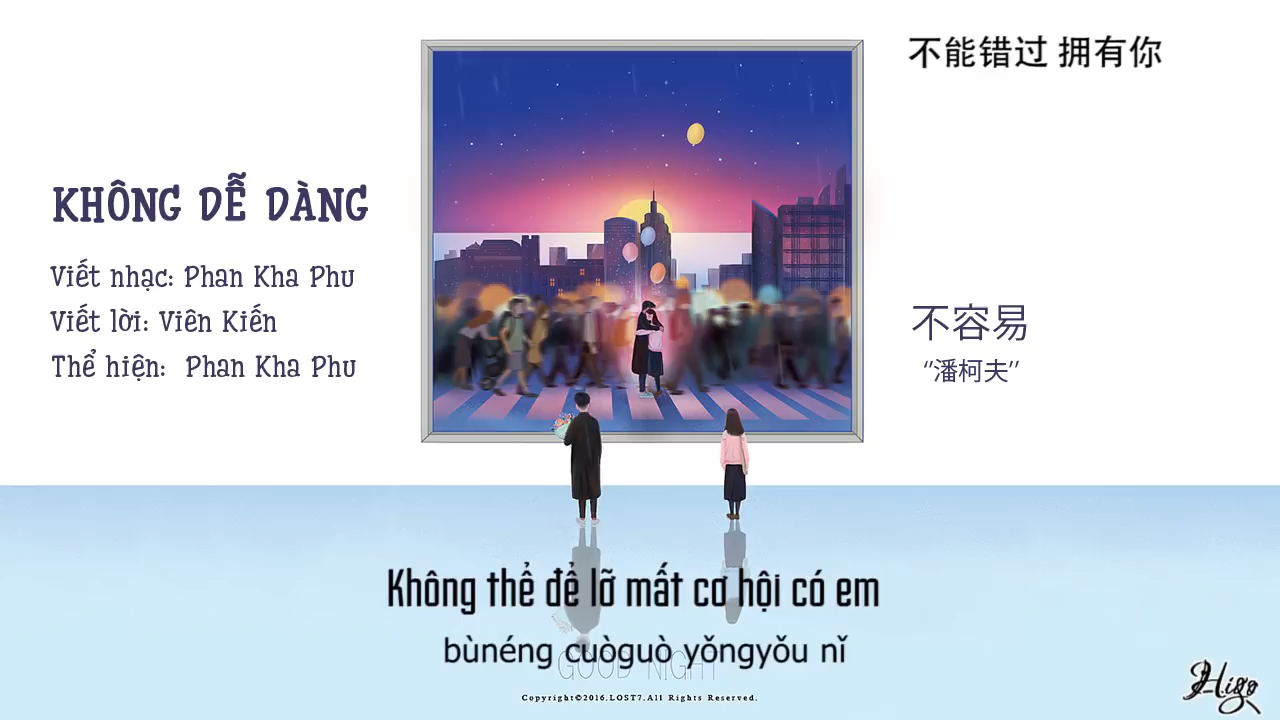 不能错过 拥有你
KHÔNG DỄ DÀNG
Viết nhạc: Phan Kha Phu
Viết lời: Viên Kiến
Thể hiện: Phan Kha Phu
不容易
“潘柯夫”
Không thể để lỡ mất cơ hội có em
bùnéng cuòguò yǒngyǒu nǐ
GOOD NIGHT
Copyright©2016.LOST7.All Rights Reserved.
Higo